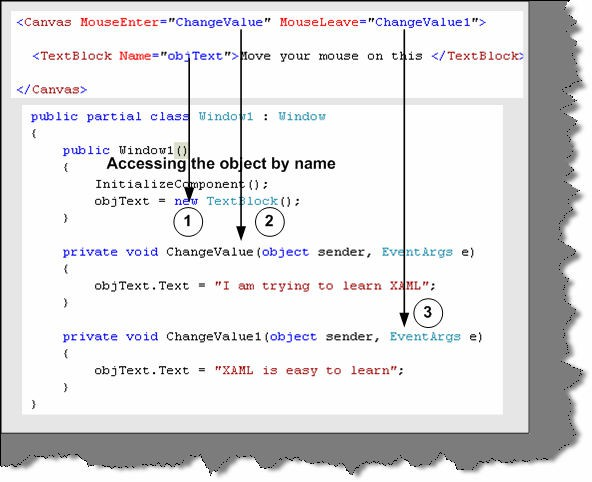 <Canvas MouseEnter="ChangeValue" MouseLeave="ChangeValue1">
<TextBlock Name="objText">Move your mouse on this </TextBlock>
</Canvas>
public partial class Window1 : Window
{
public Window1()
Accessing the object by name
{
InitializeComponent();
objText = new TextBlock();
1
2
}
private void ChangeValue(object sender, EventArgs e)
{
objText.Text = "I am trying to learn XAML";
}
3
private void ChangeValue1(object sender, EventArgs e)
{
objText.Text = "XAML is easy to learn";
}
}